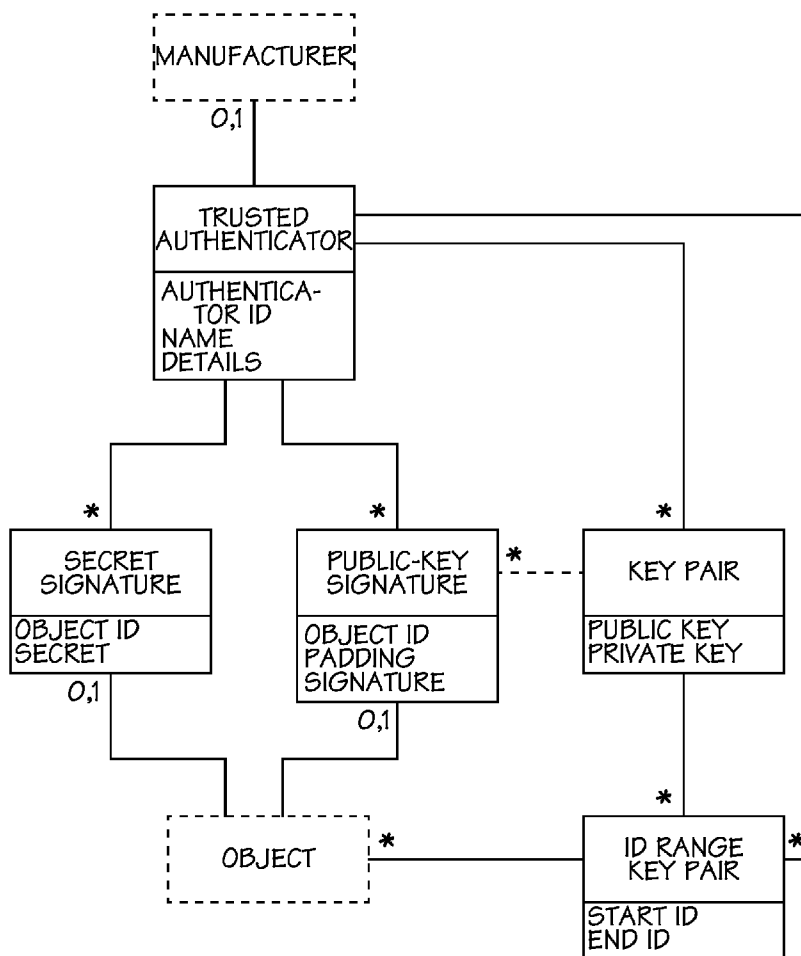 MANUFACTURER
0,1
TRUSTED
AUTHENTICATOR
AUTHENTICA-
TOR ID
NAME
DETAILS
*
*
*
*
SECRET
SIGNATURE
OBJECT ID
SECRET
0,1
PUBLIC-KEY
SIGNATURE
OBJECT ID
PADDING
SIGNATURE
0,1
KEY PAIR
PUBLIC KEY
PRIVATE KEY
*
OBJECT
*
ID RANGE
KEY PAIR
*
START ID
END ID